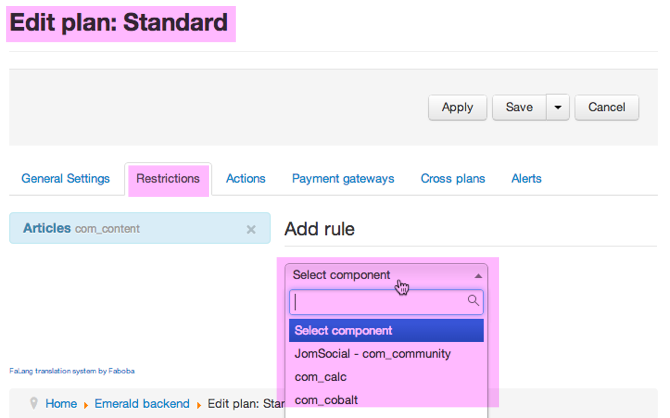 Edit plan: Standard
Apply
Save
Cancel
General Settings
Restrictions
Actions
Payment gateways
Cross plans
Alerts
Articles com_content ×
Add rule
Select component
Select component
JomSocial - com_community
com_calc
com_cobalt
FaLang translation system by Faboba
Home
Emerald backend
Edit plan: Star